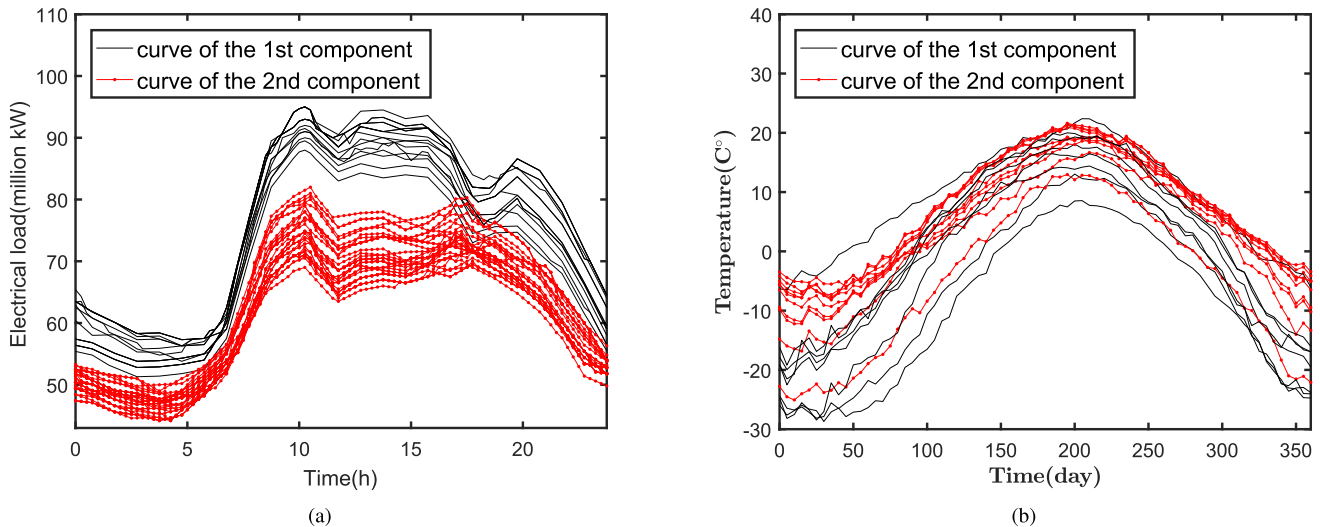 110
100
90
80
70
60
50
Electrical load(million kW)
curve of the 1st component
curve of the 2nd component
0
5
10
15
20
Time(h)
(a)
40
30
20
10
0
-10
-20
-30
Temperature(C°)
curve of the 1st component
curve of the 2nd component
0
50
100
150
200
250
300
350
Time(day)
(b)